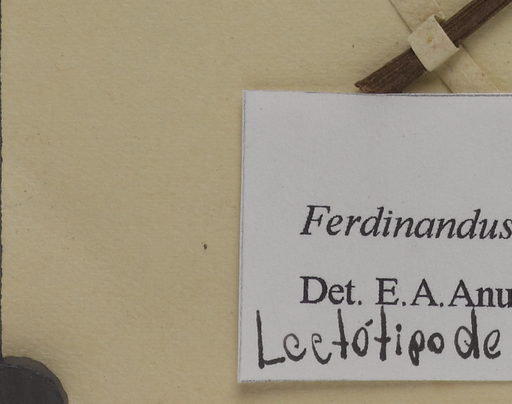 Ferdinandus
Det. E.A.Anu
Lectótipo de